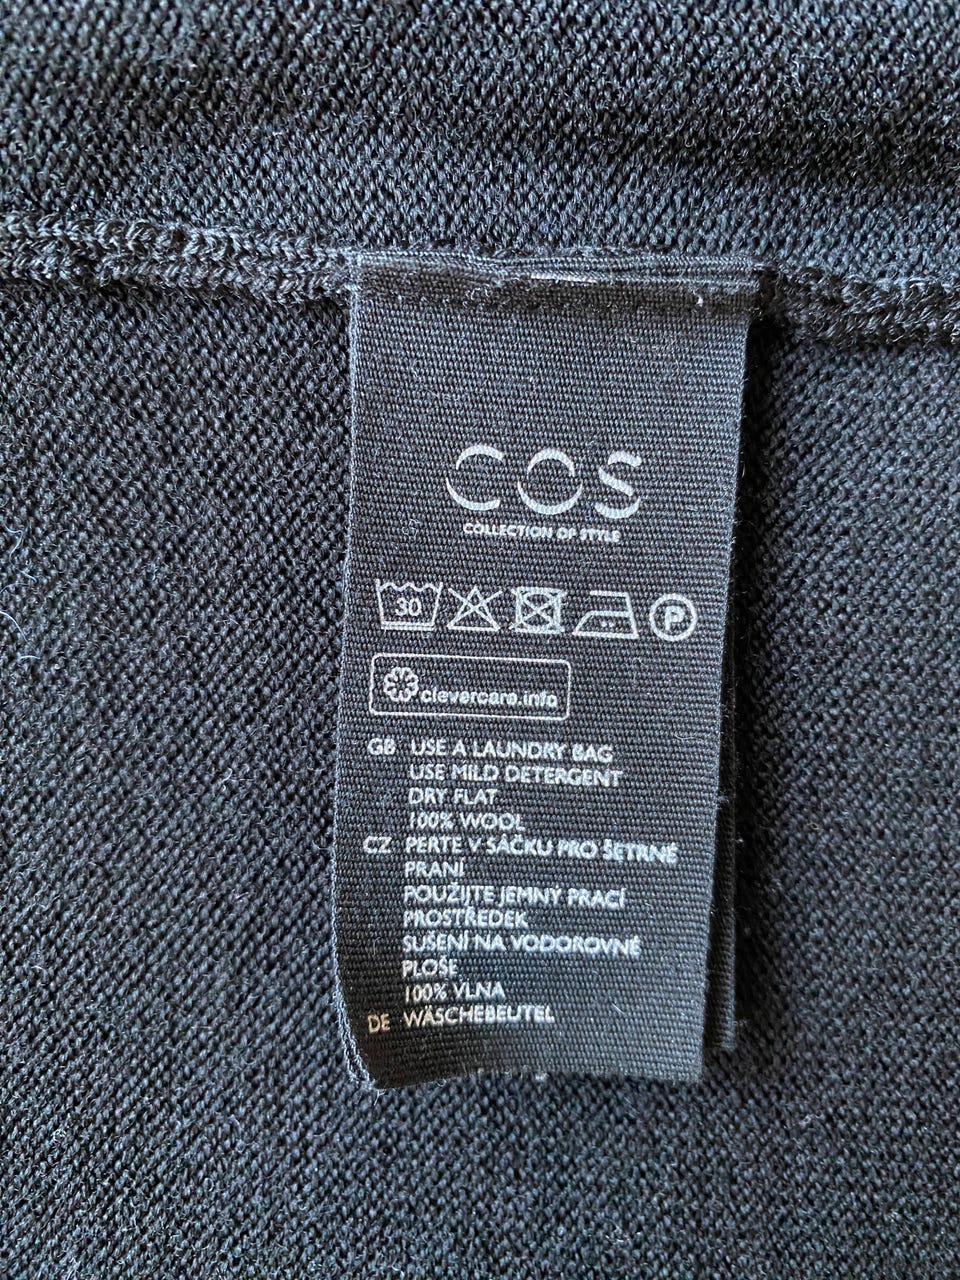 COS
COLLECTION OF STYLE
30 P
clevercare.info
GB USE A LAUNDRY BAG
USE MILD DETERGENT
DRY FLAT
100% WOOL
CZ PERTE V SÁČKU PRO ŠETRNÉ
PRANÍ
POUŽIJTE JEMNÝ PRACÍ
PROSTŘEDEK
SUŠENÍ NA VODOROVNÉ
PLOŠE
100% VLNA
DE WÄSCHEBEUTEL